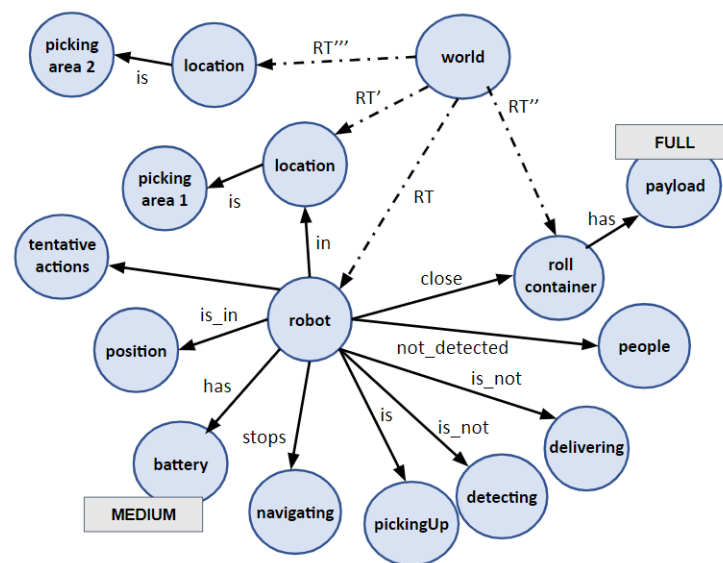 picking
area 2
is
location
RT'''
world
RT'
RT''
location
picking
area 1
is
RT
FULL
payload
has
in
tentative
actions
close
roll
container
is_in
robot
position
not_detected
people
has
is_not
stops
is
is_not
delivering
battery
MEDIUM
navigating
pickingUp
detecting